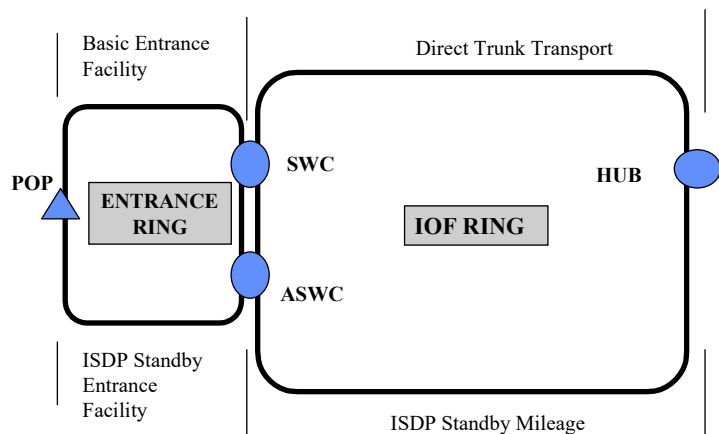 Basic Entrance
Facility
Direct Trunk Transport
SWC
POP
HUB
ENTRANCE
RING
IOF RING
ASWC
ISDP Standby
Entrance
Facility
ISDP Standby Mileage